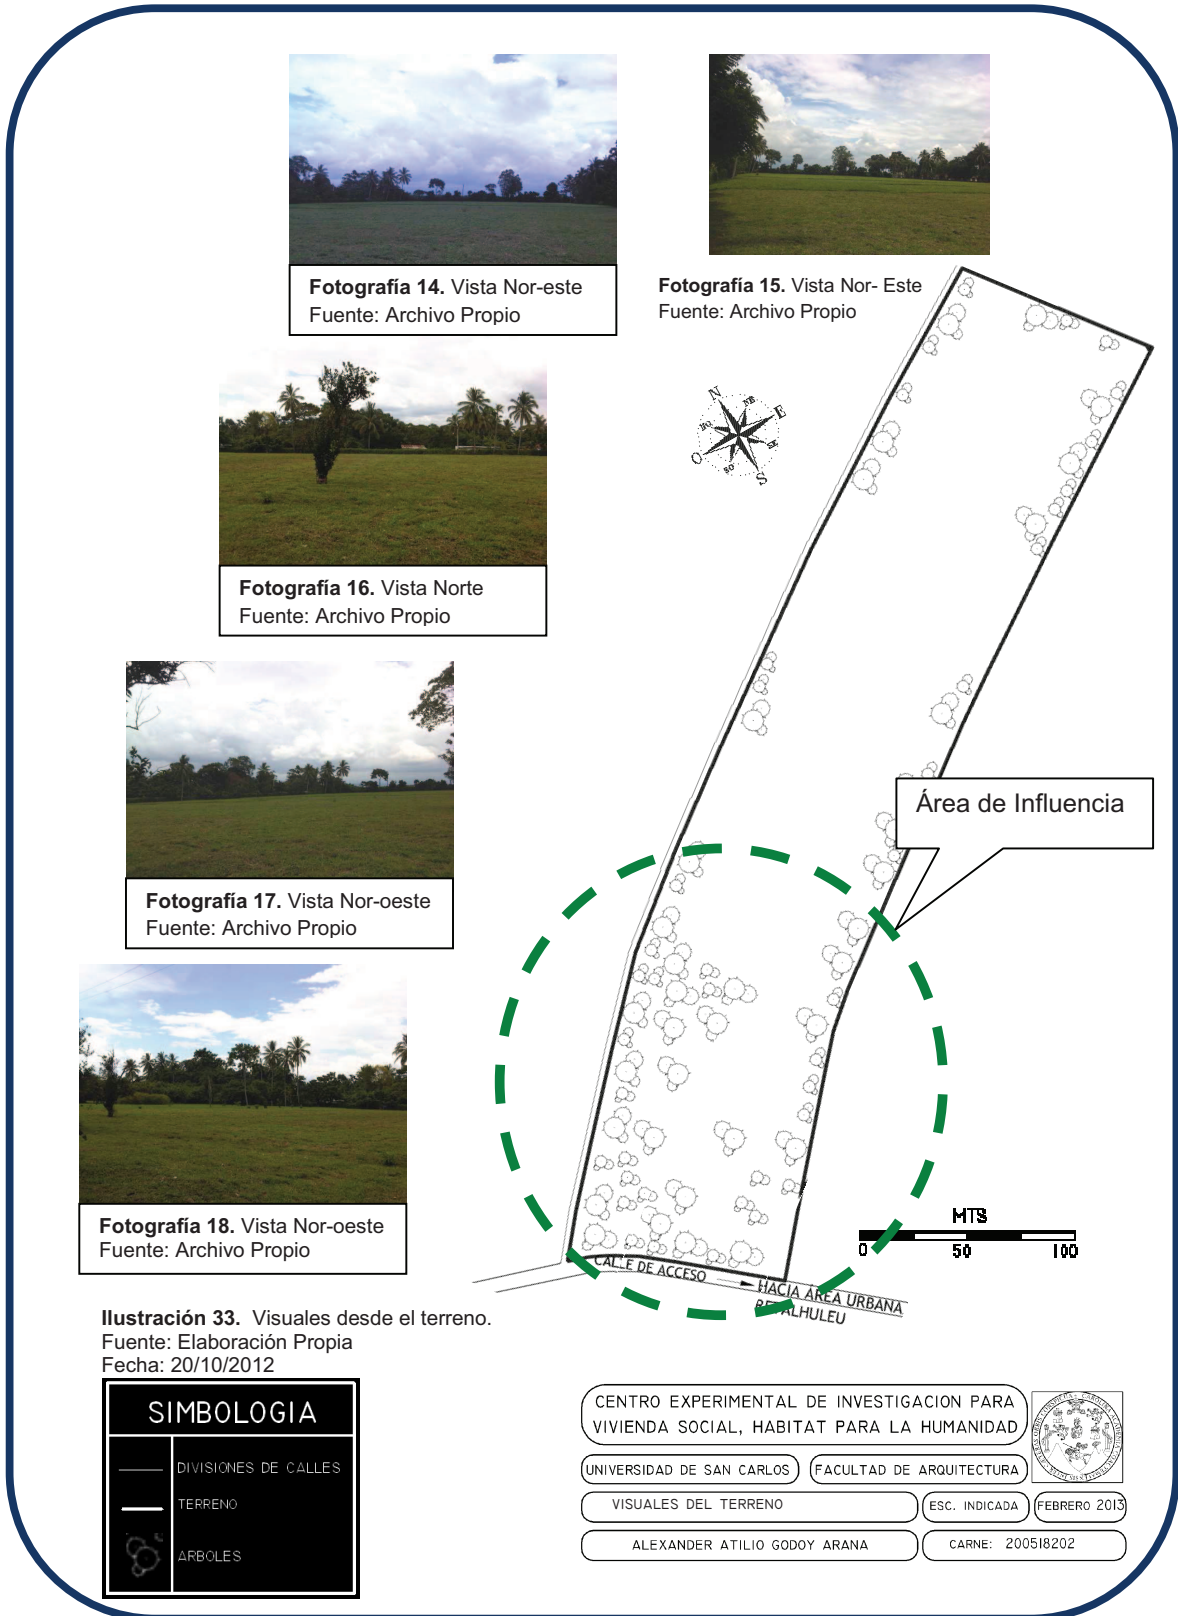 Fotografía 14. Vista Nor-este
Fuente: Archivo Propio
Fotografía 15. Vista Nor- Este
Fuente: Archivo Propio
N
NE
E
S
SO
O
Fotografía 16. Vista Norte
Fuente: Archivo Propio
Fotografía 17. Vista Nor-oeste
Fuente: Archivo Propio
Área de Influencia
Fotografía 18. Vista Nor-oeste
Fuente: Archivo Propio
MTS
0 50 100
CALLE DE ACCESO
HACIA AREA URBANA
RETALHULEU
Ilustración 33. Visuales desde el terreno.
Fuente: Elaboración Propia
Fecha: 20/10/2012
SIMBOLOGIA
DIVISIONES DE CALLES
TERRENO
ARBOLES
CENTRO EXPERIMENTAL DE INVESTIGACION PARA
VIVIENDA SOCIAL, HABITAT PARA LA HUMANIDAD
UNIVERSIDAD DE SAN CARLOS
FACULTAD DE ARQUITECTURA
VISUALES DEL TERRENO
ESC. INDICADA
FEBRERO 2013
ALEXANDER ATILIO GODOY ARANA
CARNE: 200518202